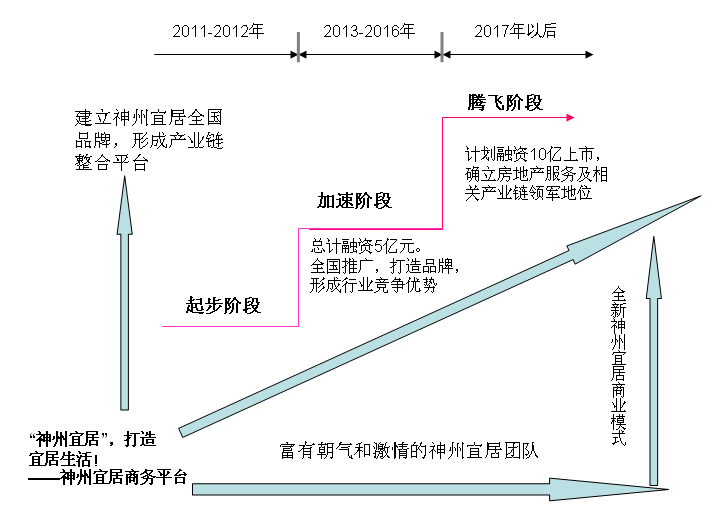 2011-2012年
2013-2016年
2017年以后
腾飞阶段
建立神州宜居全国
品牌，形成产业链
整合平台
计划融资10亿上市，
确立房地产服务及相
关产业链领军地位
加速阶段
总计融资5亿元。
全国推广，打造品牌，
形成行业竞争优势
起步阶段
全新神州宜居商业模式
“神州宜居”，打造
宜居生活！
——神州宜居商务平台
富有朝气和激情的神州宜居团队